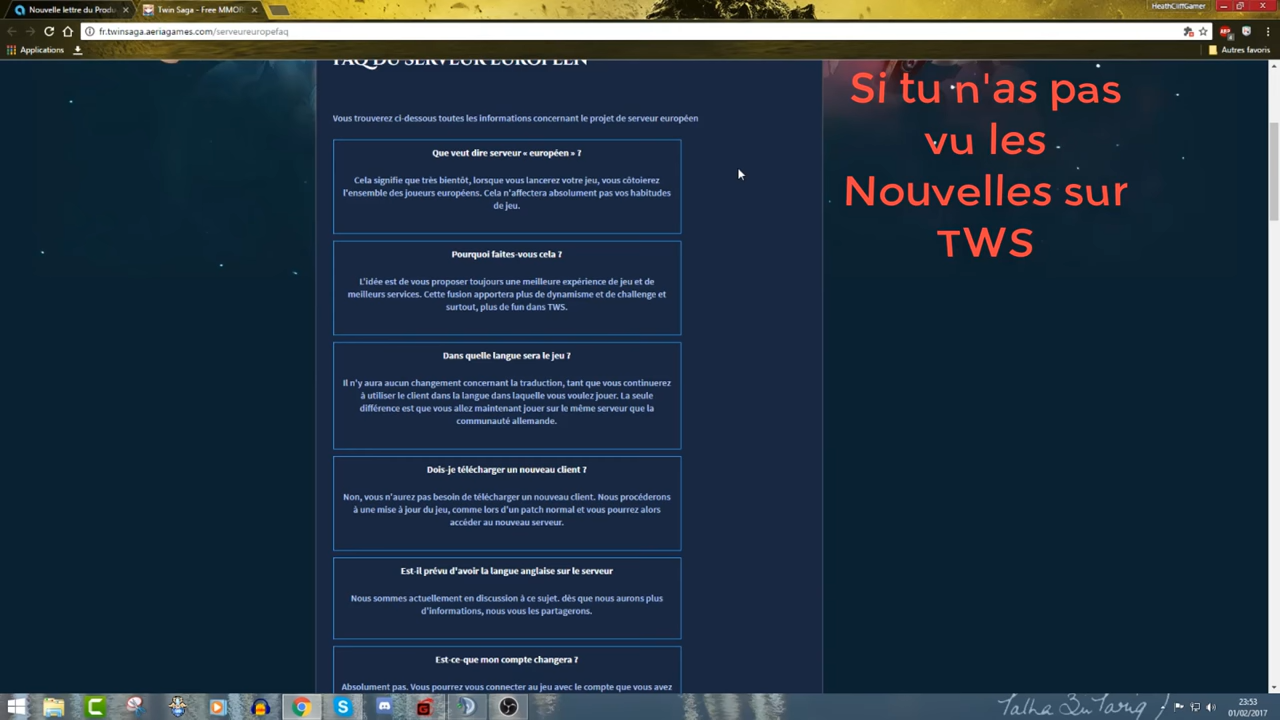 HeathCliffGamer
Nouvelle lettre du Produ
Twin Saga - Free MMOR
fr.twinsaga.aeriagames.com/serveureuropefaq
Applications
Autres favoris
FAQ DU SERVEUR EUROPÉEN
Vous trouverez ci-dessous toutes les informations concernant le projet de serveur européen
Que veut dire serveur « européen » ?
Cela signifie que très bientôt, lorsque vous lancerez votre jeu, vous côtoierez
l'ensemble des joueurs européens. Cela n'affectera absolument pas vos habitudes
de jeu.
Pourquoi faites-vous cela ?
L'idée est de vous proposer toujours une meilleure expérience de jeu et de
meilleurs services. Cette fusion apportera plus de dynamisme et de challenge et
surtout, plus de fun dans TWS.
Dans quelle langue sera le jeu ?
Il n'y aura aucun changement concernant la traduction, tant que vous continuerez
à utiliser le client dans la langue dans laquelle vous voulez jouer. La seule
différence est que vous allez maintenant jouer sur le même serveur que la
communauté allemande.
Dois-je télécharger un nouveau client ?
Non, vous n'aurez pas besoin de télécharger un nouveau client. Nous procéderons
à une mise à jour du jeu, comme lors d'un patch normal et vous pourrez alors
accéder au nouveau serveur.
Est-il prévu d'avoir la langue anglaise sur le serveur
Nous sommes actuellement en discussion à ce sujet. dès que nous aurons plus
d'informations, nous vous les partagerons.
Est-ce-que mon compte changera ?
Absolument pas. Vous pourrez vous connecter au jeu avec le compte que vous avez
Si tu n'as pas
vu les
Nouvelles sur
TWS
Talha Bu Tariq
23:53
01/02/2017